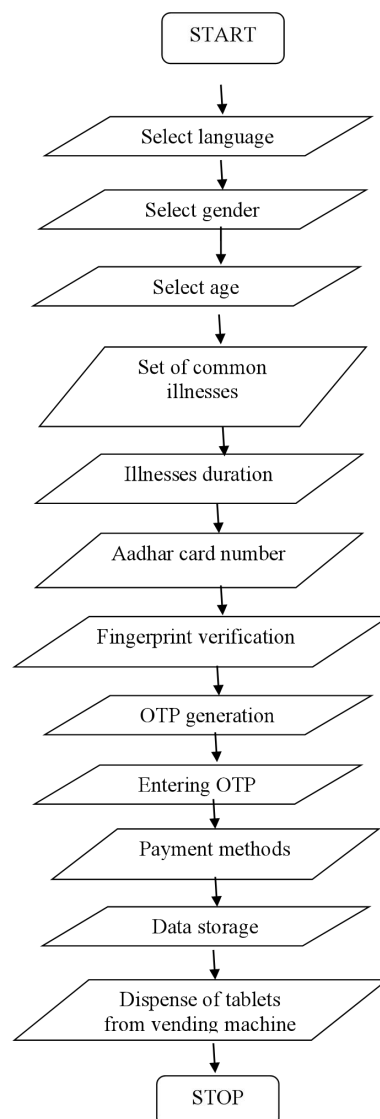 START
Select language
Select gender
Select age
Set of common
illnesses
Illnesses duration
Aadhar card number
Fingerprint verification
OTP generation
Entering OTP
Payment methods
Data storage
Dispense of tablets
from vending machine
STOP